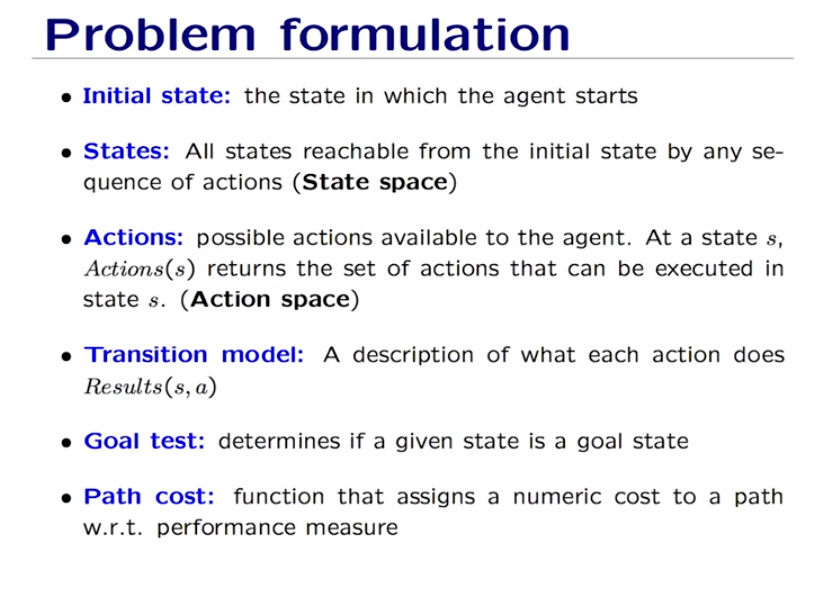 Problem formulation
• Initial state: the state in which the agent starts
• States: All states reachable from the initial state by any se-
quence of actions (State space)
• Actions: possible actions available to the agent. At a state s,
Actions(s) returns the set of actions that can be executed in
state s. (Action space)
• Transition model: A description of what each action does
Results(s, a)
• Goal test: determines if a given state is a goal state
• Path cost: function that assigns a numeric cost to a path
w.r.t. performance measure